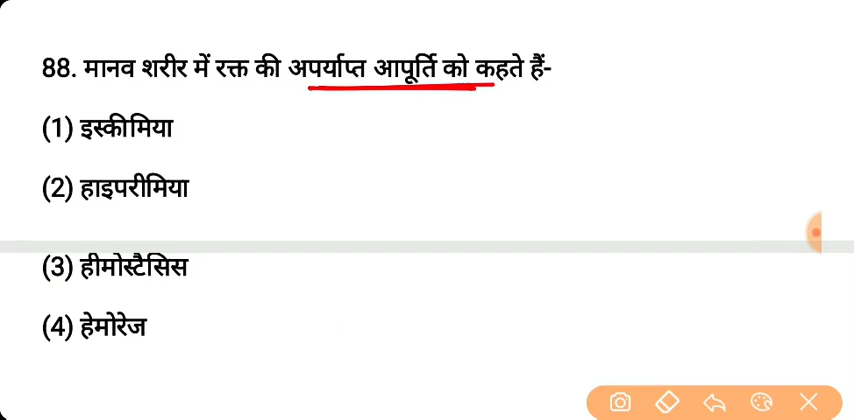 88. मानव शरीर में रक्त की अपर्याप्त आपूर्ति को कहते हैं-
(1) इस्कीमिया
(2) हाइपरीमिया
(3) हीमोस्टैसिस
(4) हेमोरेज